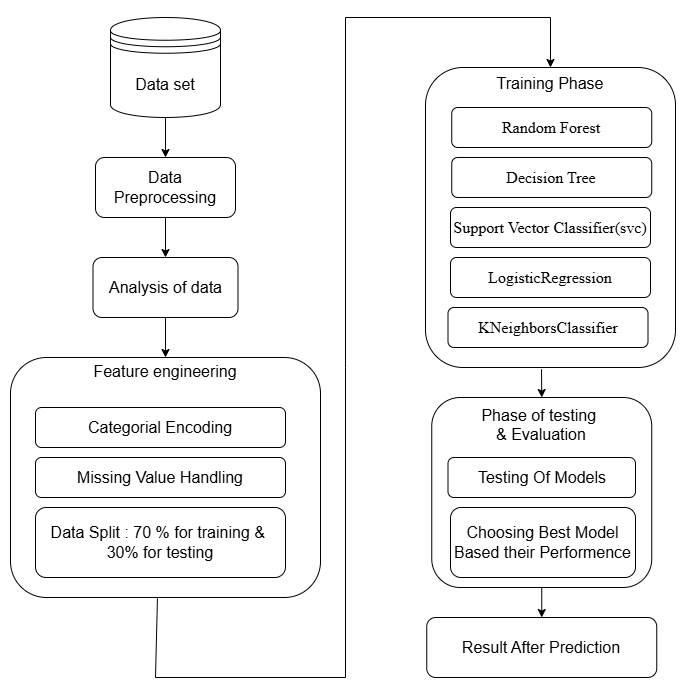 Data set
Data
Preprocessing
Analysis of data
Feature engineering
Categorial Encoding
Missing Value Handling
Data Split : 70 % for training &
30% for testing
Training Phase
Random Forest
Decision Tree
Support Vector Classifier(svc)
LogisticRegression
KNeighborsClassifier
Phase of testing
& Evaluation
Testing Of Models
Choosing Best Model
Based their Performence
Result After Prediction